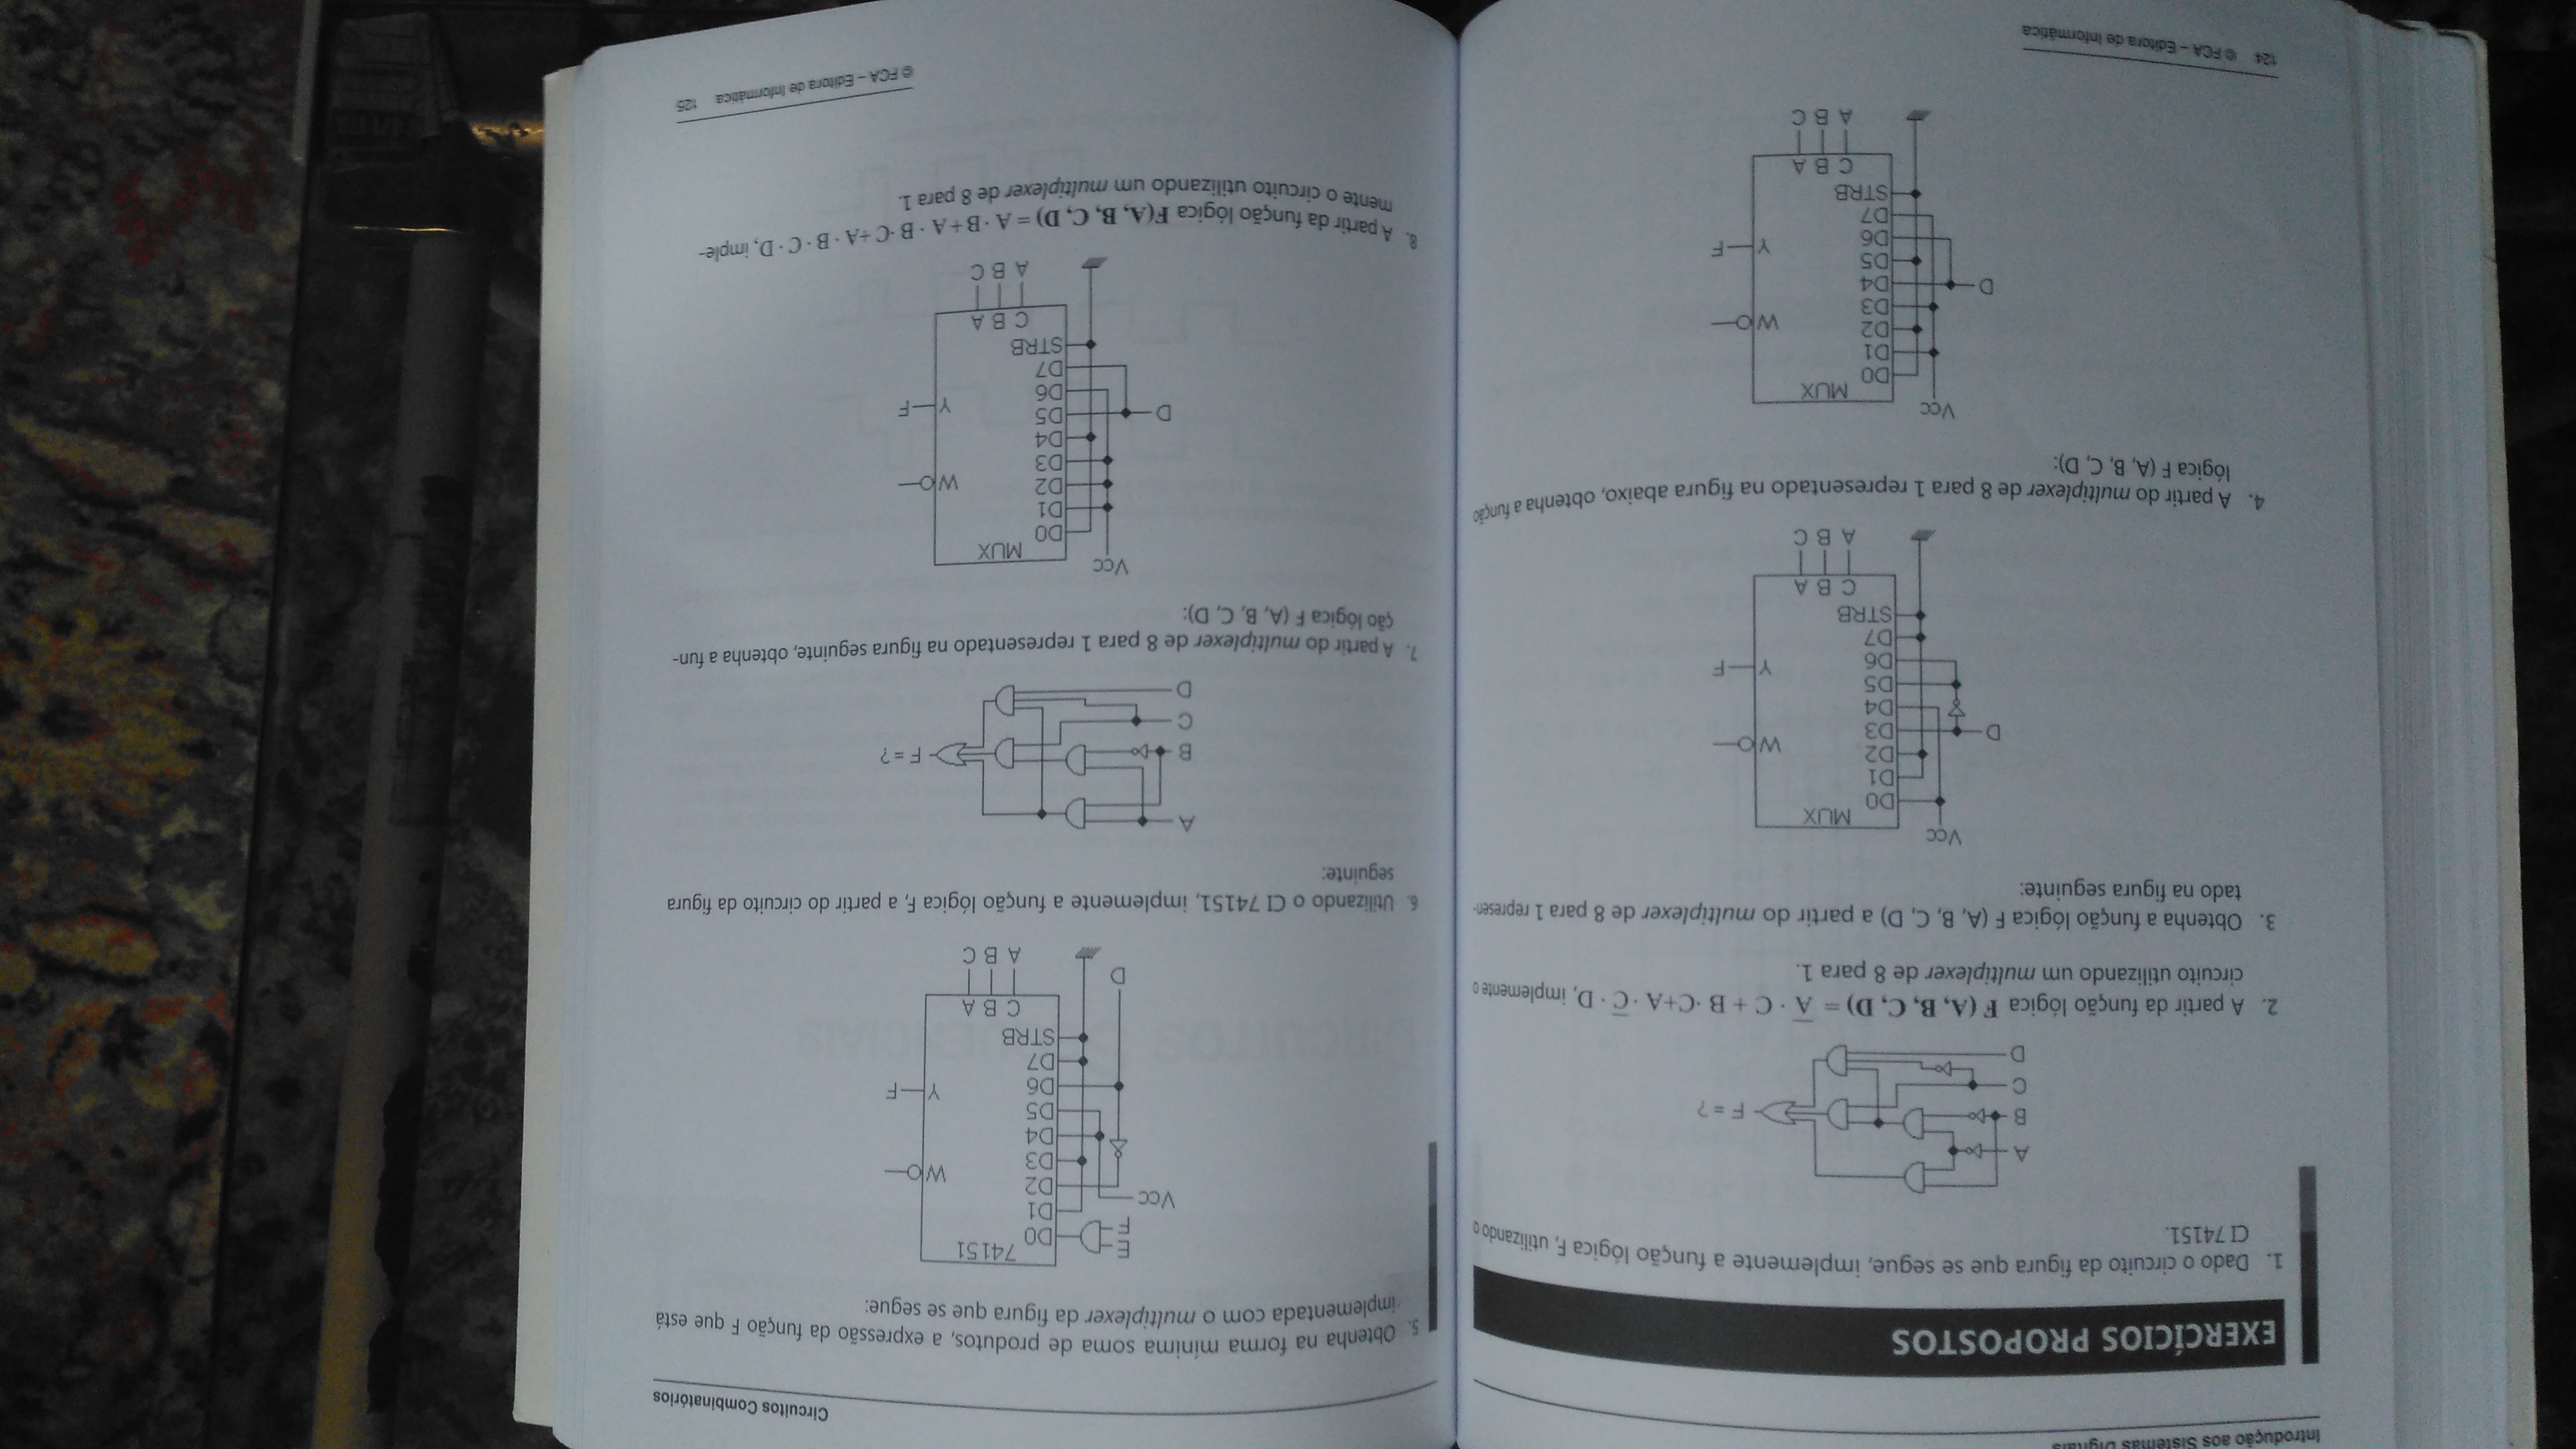 Introdução aos Sistemas Digitais
EXERCÍCIOS PROPOSTOS
1. Dado o circuito da figura que se segue, implemente a função lógica F, utilizando o
CI 74151.
A
B
C
D
F = ?
2. A partir da função lógica F (A, B, C, D) = A̅ · C + B ·C+A ·C̅ · D, implemente o
circuito utilizando um multiplexer de 8 para 1.
3. Obtenha a função lógica F (A, B, C, D) a partir do multiplexer de 8 para 1 represen-
tado na figura seguinte:
Vcc
MUX
D0
D1
D2
D3
D4
D5
D6
D7
STRB
D
W
Y
F
C B A
A B C
4. A partir do multiplexer de 8 para 1 representado na figura abaixo, obtenha a função
lógica F (A, B, C, D):
Vcc
MUX
D0
D1
D2
D3
D4
D5
D6
D7
STRB
D
W
Y
F
C B A
A B C
124 © FCA – Editora de Informática
Circuitos Combinatórios
5. Obtenha na forma mínima soma de produtos, a expressão da função F que está
implementada com o multiplexer da figura que se segue:
E
F
74151
D0
D1
D2
D3
D4
D5
D6
D7
STRB
Vcc
D
W
Y
F
C B A
A B C
6. Utilizando o CI 74151, implemente a função lógica F, a partir do circuito da figura
seguinte:
A
B
C
D
F = ?
7. A partir do multiplexer de 8 para 1 representado na figura seguinte, obtenha a fun-
ção lógica F (A, B, C, D):
Vcc
MUX
D0
D1
D2
D3
D4
D5
D6
D7
STRB
D
W
Y
F
C B A
A B C
8. A partir da função lógica F(A, B, C, D) = A · B+A · B ·C+A · B · C · D, imple-
mente o circuito utilizando um multiplexer de 8 para 1.
© FCA – Editora de Informática 125